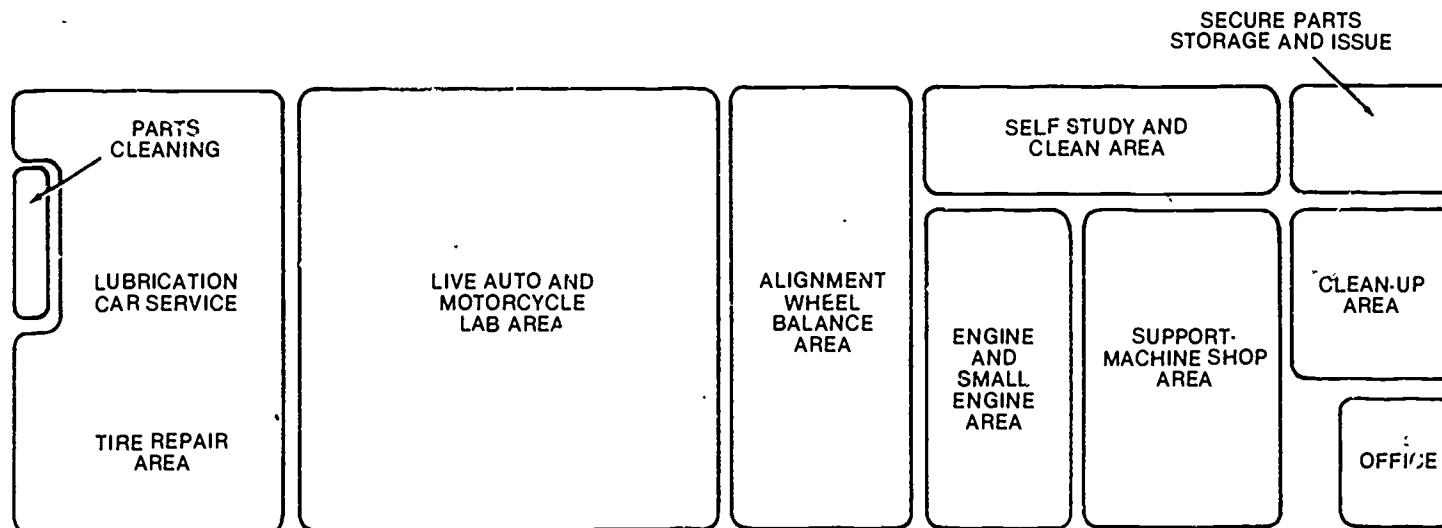 SECURE PARTS
STORAGE AND ISSUE
PARTS
CLEANING
LUBRICATION
CAR SERVICE
TIRE REPAIR
AREA
LIVE AUTO AND
MOTORCYCLE
LAB AREA
ALIGNMENT
WHEEL
BALANCE
AREA
SELF STUDY AND
CLEAN AREA
ENGINE
AND
SMALL
ENGINE
AREA
SUPPORT-
MACHINE SHOP
AREA
CLEAN-UP
AREA
OFFICE